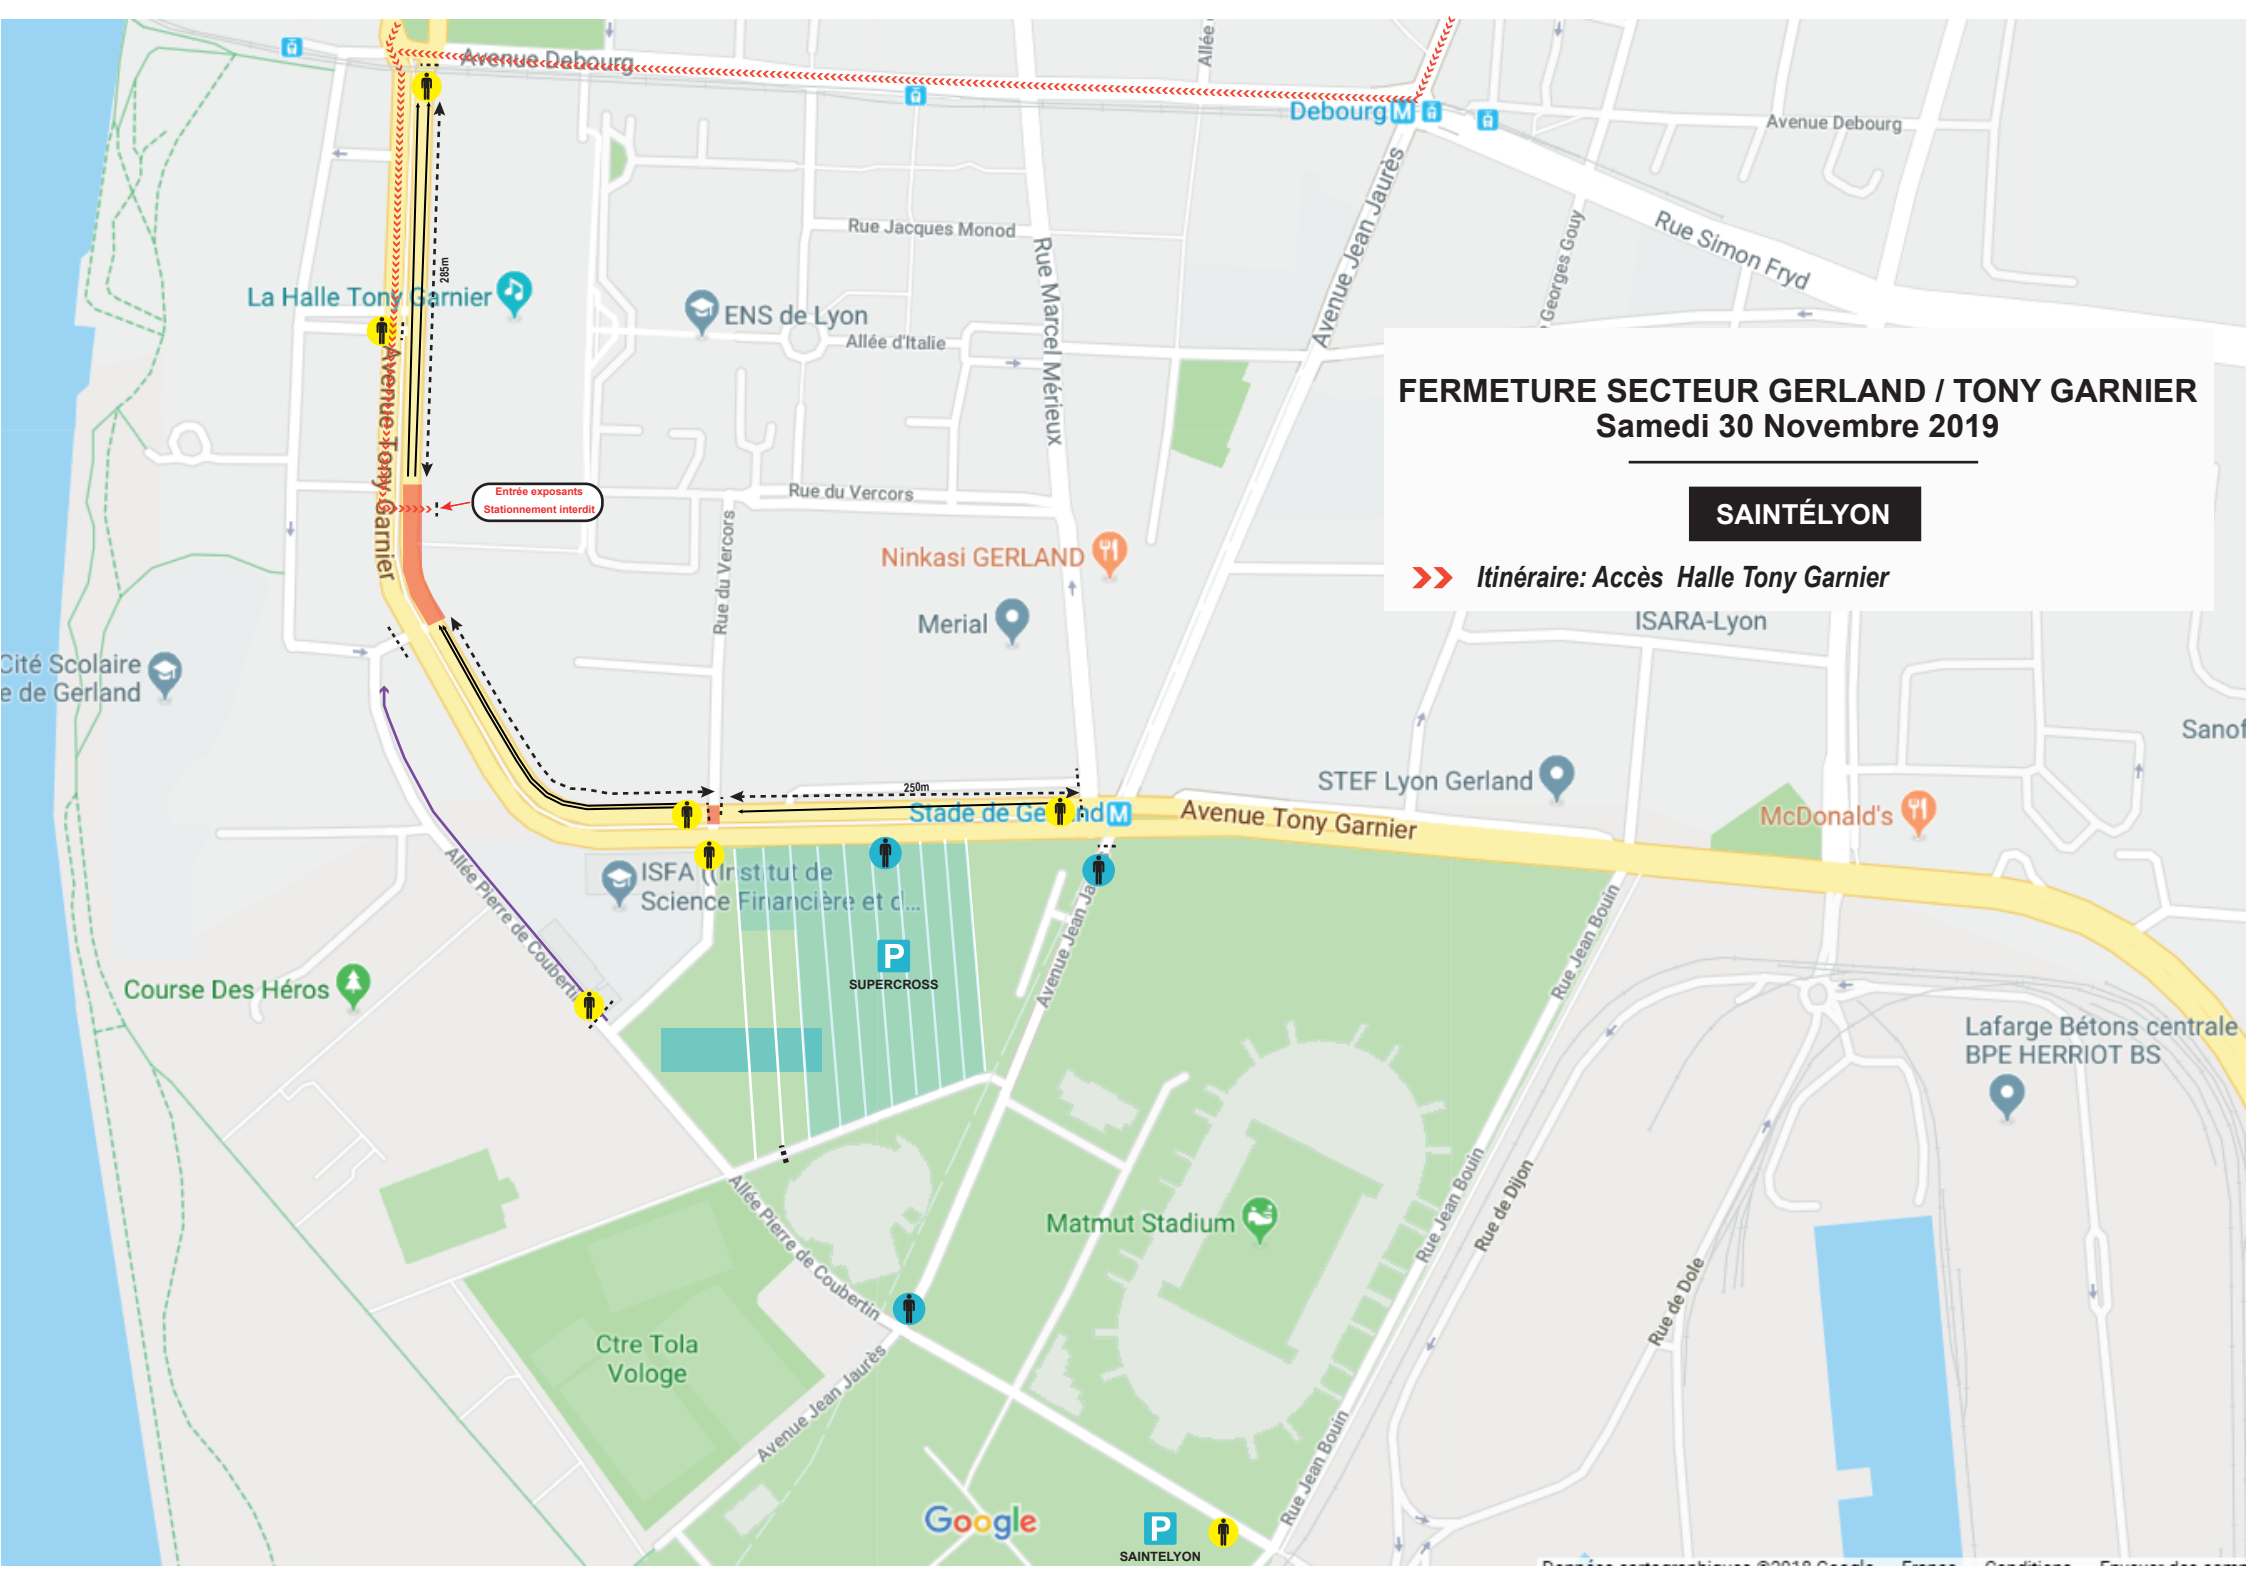 Avenue Debourg
Allée
Debourg M
Avenue Debourg
Rue Jacques Monod
Rue Marcel Mérieux
Avenue Jean Jaurès
Georges Gouy
Rue Simon Fryd
285m
La Halle Tony Garnier
ENS de Lyon
Allée d'Italie
Avenue Tony Garnier
FERMETURE SECTEUR GERLAND / TONY GARNIER
Samedi 30 Novembre 2019
SAINTÉLYON
Itinéraire: Accès Halle Tony Garnier
Entrée exposants
Stationnement interdit
Rue du Vercors
Rue du Vercors
Ninkasi GERLAND
Merial
ISARA-Lyon
Cité Scolaire
e de Gerland
Sanof
250m
STEF Lyon Gerland
Stade de Ge nd M
Avenue Tony Garnier
McDonald's
Allée Pierre de Coubertin
ISFA ((Institut de
Science Financière et d...
Avenue Jean Ja
Rue Jean Bouin
P
SUPERCROSS
Course Des Héros
Lafarge Bétons centrale
BPE HERRIOT BS
Allée Pierre de Coubertin
Matmut Stadium
Rue Jean Bouin
Rue de Dijon
Rue de Dole
Ctre Tola
Vologe
Avenue Jean Jaurès
Rue Jean Bouin
Google
P
SAINTELYON